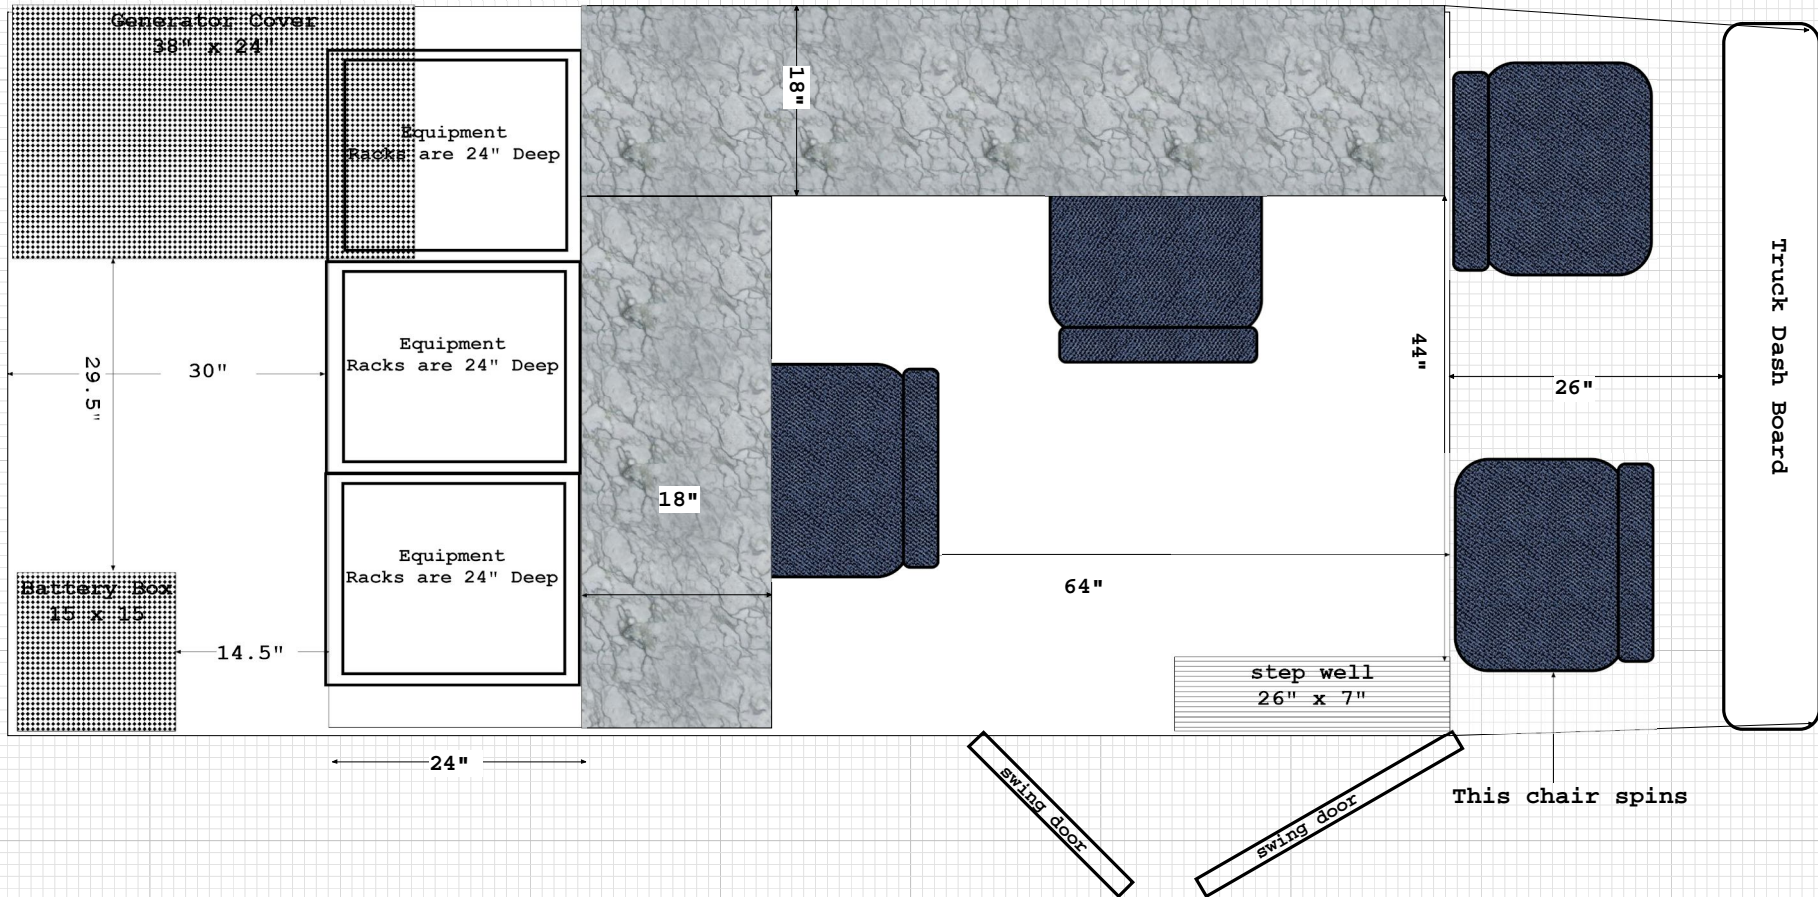 Generator Cover
38" x 24"
18"
Equipment
Racks are 24" Deep
Equipment
Racks are 24" Deep
29.5"
30"
44"
26"
Truck Dash Board
18"
Equipment
Racks are 24" Deep
64"
Battery Box
15 x 15
14.5"
step well
26" x 7"
24"
swing door
swing door
This chair spins